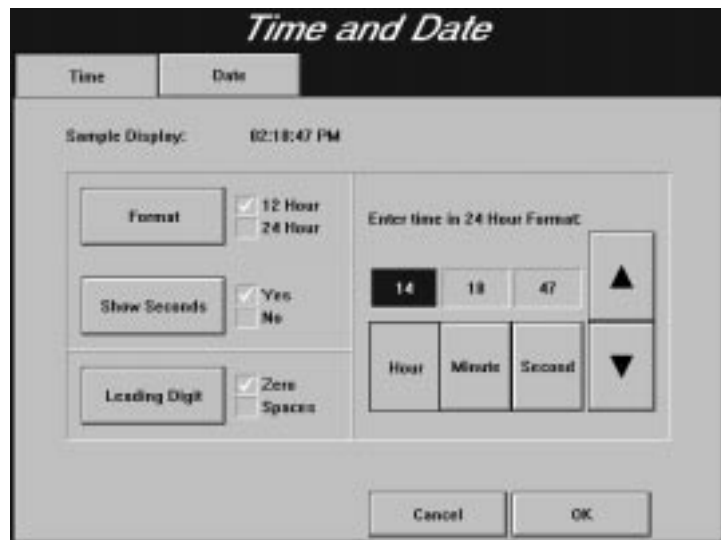 Time and Date
Time
Date
Sample Display: 02:18:47 PM
Format
12 Hour
24 Hour
Show Seconds
Yes
No
Leading Digit
Zero
Spaces
Enter time in 24 Hour Format:
14 18 47
Hour Minute Second
Cancel OK